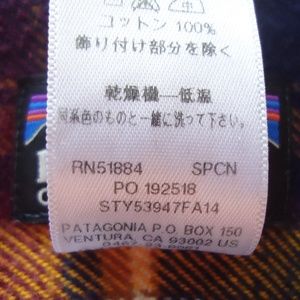 コットン 100%
飾り付け部分を除く
乾燥機―低温
同系色のものと一緒に洗って下さい
RN51884 SPCN
PO 192518
STY53947FA14
PATAGONIA P.O. BOX 150
VENTURA, CA 93002 US